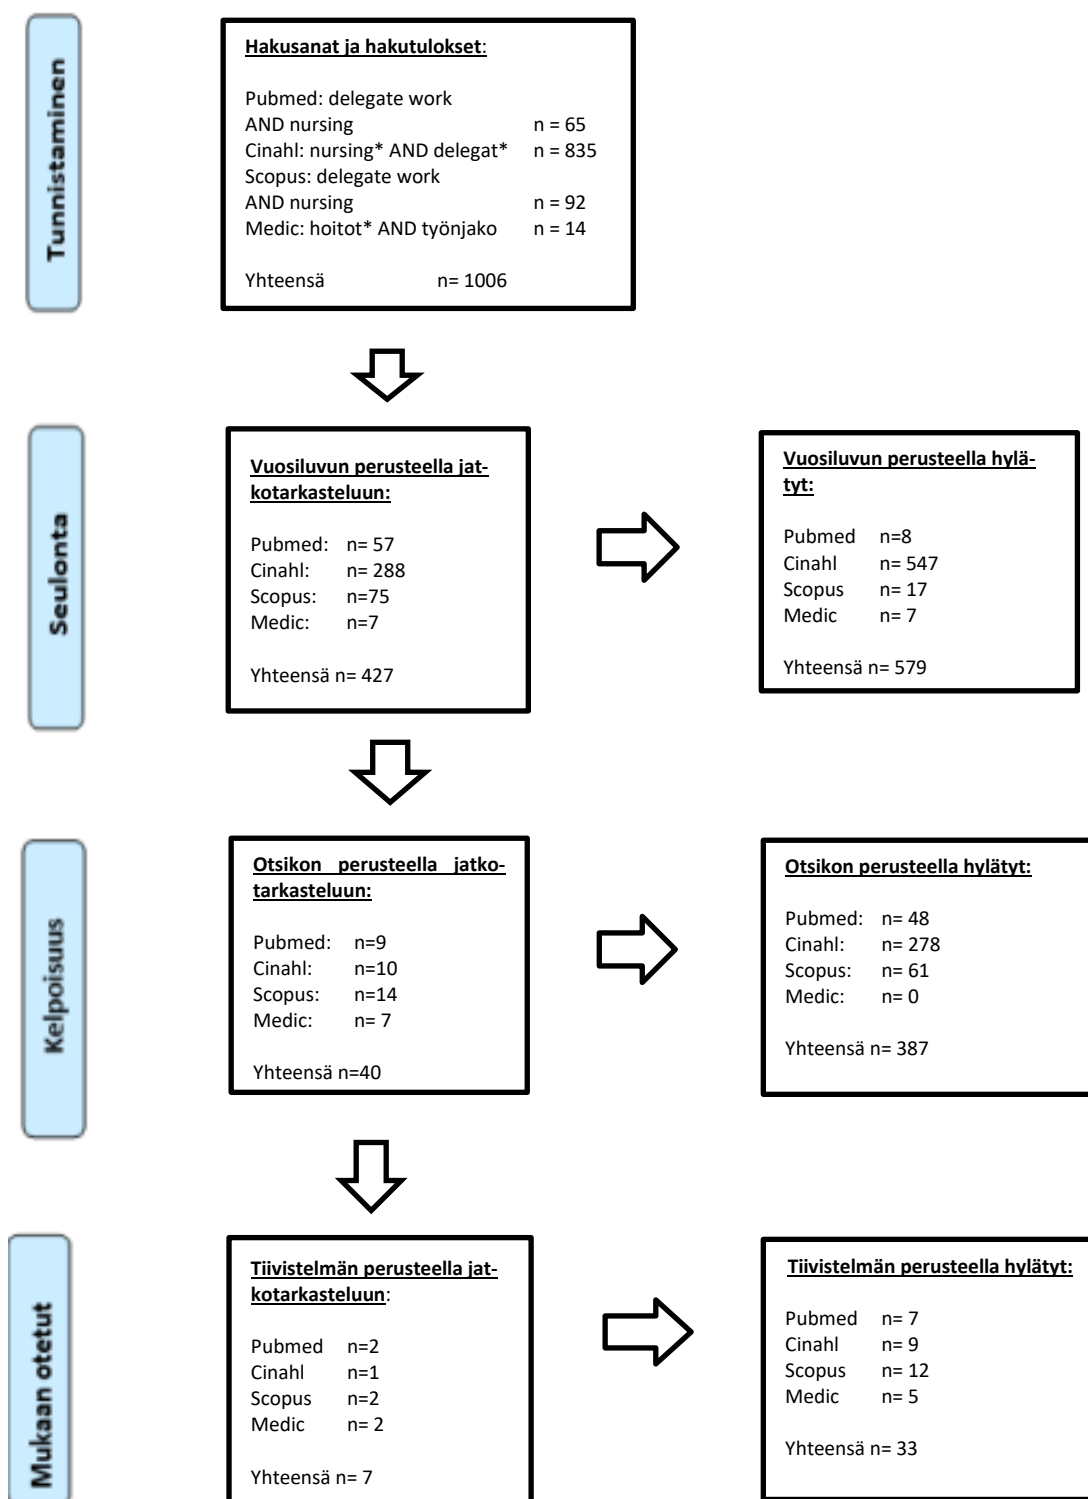 Tunnistaminen
Hakusanat ja hakutulokset:
Pubmed: delegate work
AND nursing n = 65
Cinahl: nursing* AND delegat* n = 835
Scopus: delegate work
AND nursing n = 92
Medic: hoitot* AND työnjako n = 14
Yhteensä n= 1006
Seulonta
Vuosiluvun perusteella jat-
kotarkasteluun:
Pubmed: n= 57
Cinahl: n= 288
Scopus: n=75
Medic: n=7
Yhteensä n= 427
Vuosiluvun perusteella hylä-
tyt:
Pubmed n=8
Cinahl n= 547
Scopus n= 17
Medic n= 7
Yhteensä n= 579
Kelpoisuus
Otsikon perusteella jatko-
tarkasteluun:
Pubmed: n=9
Cinahl: n=10
Scopus: n=14
Medic: n= 7
Yhteensä n=40
Otsikon perusteella hylätyt:
Pubmed: n= 48
Cinahl: n= 278
Scopus: n= 61
Medic: n= 0
Yhteensä n= 387
Mukaan otetut
Tiivistelmän perusteella jat-
kotarkasteluun:
Pubmed n=2
Cinahl n=1
Scopus n=2
Medic n= 2
Yhteensä n= 7
Tiivistelmän perusteella hylätyt:
Pubmed n= 7
Cinahl n= 9
Scopus n= 12
Medic n= 5
Yhteensä n= 33